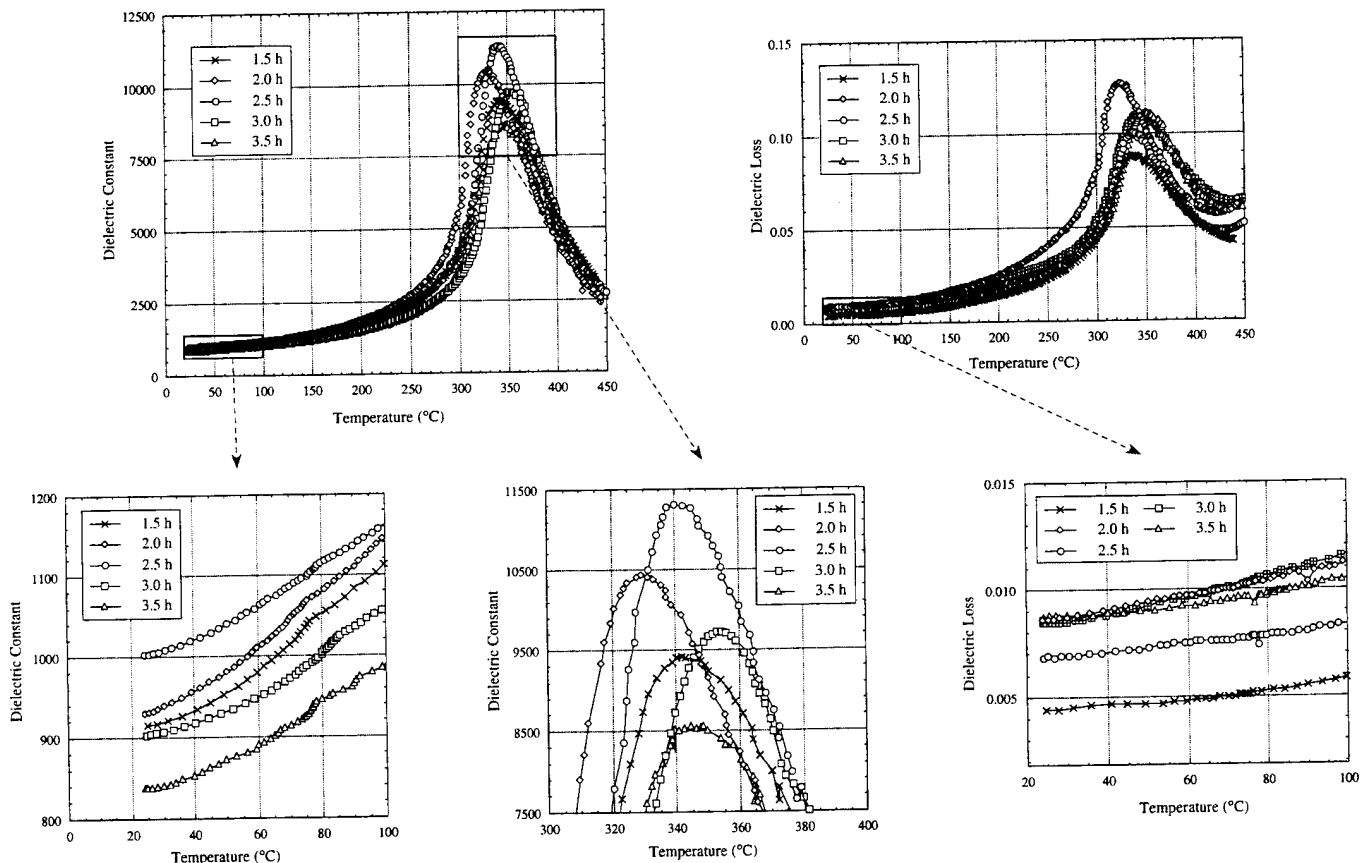 12500
10000
7500
5000
2500
0
Dielectric Constant
1.5 h
2.0 h
2.5 h
3.0 h
3.5 h
0 50 100 150 200 250 300 350 400 450
Temperature (°C)
0.15
0.10
0.05
0.00
Dielectric Loss
1.5 h
2.0 h
2.5 h
3.0 h
3.5 h
0 50 100 150 200 250 300 350 400 450
Temperature (°C)
1200
1100
1000
900
800
Dielectric Constant
1.5 h
2.0 h
2.5 h
3.0 h
3.5 h
0 20 40 60 80 100
Temperature (°C)
11500
10500
9500
8500
7500
Dielectric Constant
1.5 h
2.0 h
2.5 h
3.0 h
3.5 h
300 320 340 360 380 400
Temperature (°C)
0.015
0.010
0.005
Dielectric Loss
1.5 h 3.0 h
2.0 h 3.5 h
2.5 h
20 40 60 80 100
Temperature (°C)